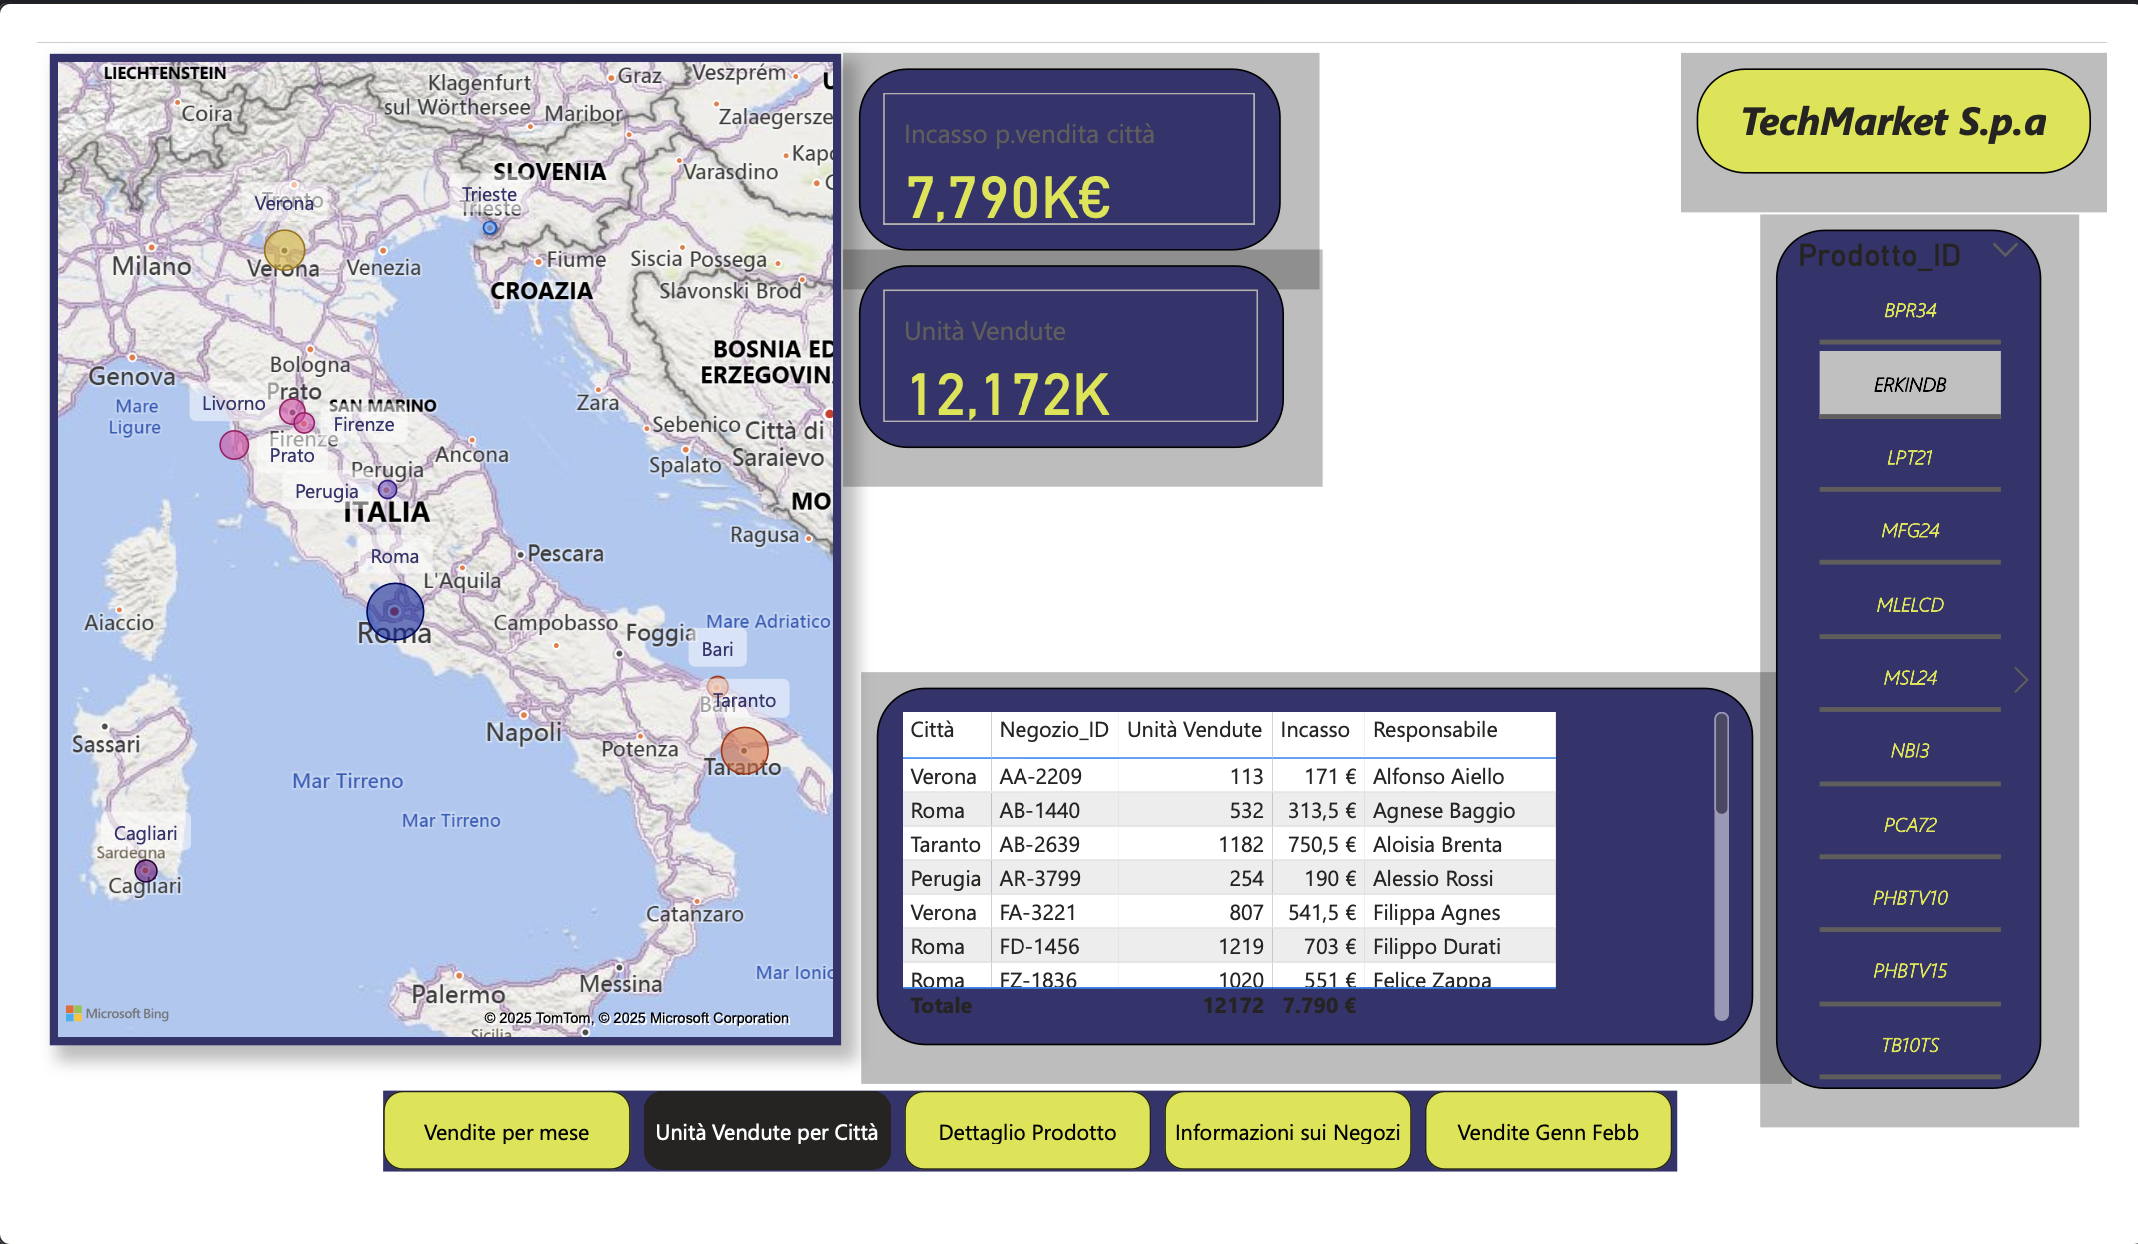 LIECHTENSTEIN
Coira
Klagenfurt
sul Wörthersee
Graz
Maribor
Veszprém
Zalaegersze
Kapo
Varasdino
SLOVENIA
Trento
Verona
Trieste
Trieste
Milano
Verona
Venezia
Fiume
Siscia
Possega
CROAZIA
Slavonski Brod
Bologna
BOSNIA ED
ERZEGOVIN
Genova
Prato
Mare
Ligure
Livorno
SAN MARINO
Firenze
Firenze
Prato
Zara
Sebenico
Città di
Saraievo
Spalato
Ancona
Perugia
Perugia
ITALIA
MO
Ragusa
Roma
Pescara
L'Aquila
Aiaccio
Roma
Campobasso
Foggia
Mare Adriatico
Bari
Bari
Taranto
Sassari
Napoli
Potenza
Taranto
Mar Tirreno
Mar Tirreno
Cagliari
Sardegna
Cagliari
Catanzaro
Mar Ionio
Palermo
Messina
Microsoft Bing
© 2025 TomTom, © 2025 Microsoft Corporation
Sicilia
Incasso p.vendita città
7,790K€
Unità Vendute
12,172K
TechMarket S.p.a
Prodotto_ID
BPR34
ERKINDB
LPT21
MFG24
MLELCD
MSL24
NBI3
PCA72
PHBTV10
PHBTV15
TB10TS
Città Negozio_ID Unità Vendute Incasso Responsabile
Verona AA-2209 113 171 € Alfonso Aiello
Roma AB-1440 532 313,5 € Agnese Baggio
Taranto AB-2639 1182 750,5 € Aloisia Brenta
Perugia AR-3799 254 190 € Alessio Rossi
Verona FA-3221 807 541,5 € Filippa Agnes
Roma FD-1456 1219 703 € Filippo Durati
Roma FZ-1836 1020 551 € Felice Zappa
Totale 12172 7.790 €
Vendite per mese
Unità Vendute per Città
Dettaglio Prodotto
Informazioni sui Negozi
Vendite Genn Febb